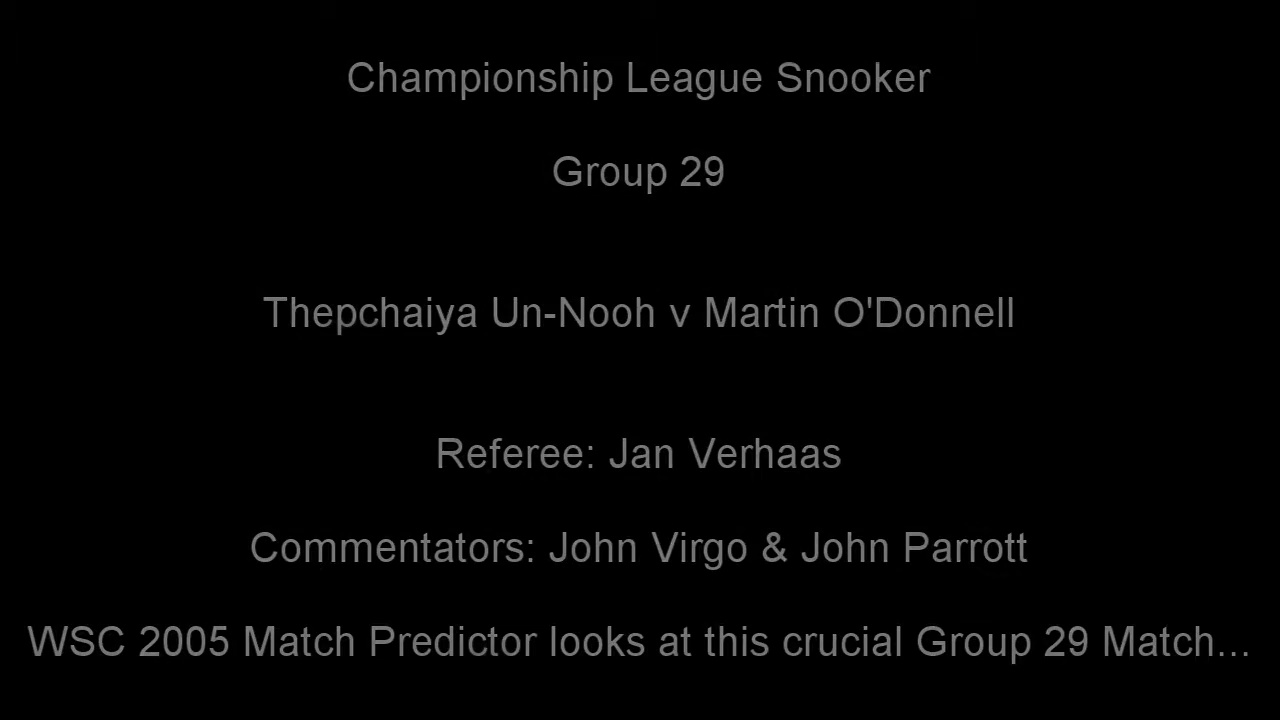 Championship League Snooker
Group 29
Thepchaiya Un-Nooh v Martin O'Donnell
Referee: Jan Verhaas
Commentators: John Virgo & John Parrott
WSC 2005 Match Predictor looks at this crucial Group 29 Match...